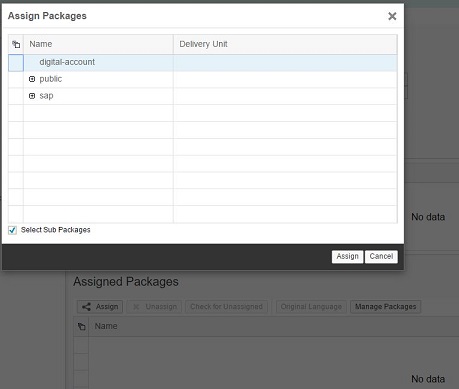 Assign Packages
Name Delivery Unit
digital-account
public
sap
Select Sub Packages
Assign Cancel
No data
Assigned Packages
Assign Unassign Check for Unassigned Original Language Manage Packages
Name
No data